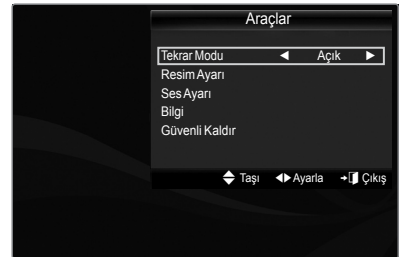 Araçlar
Tekrar Modu ◀ Açık ▶
Resim Ayarı
Ses Ayarı
Bilgi
Güvenli Kaldır
Taşı Ayarla Çıkış